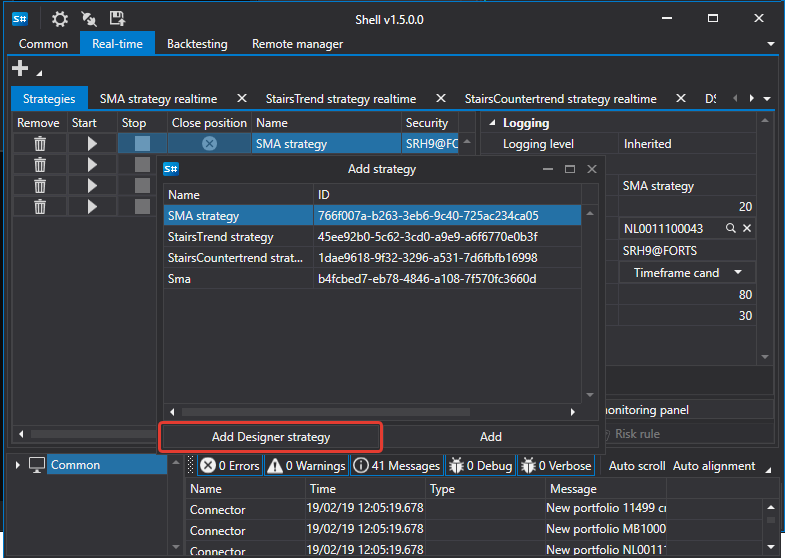 S#
Shell v1.5.0.0
Common Real-time Backtesting Remote manager
Strategies SMA strategy realtime StairsTrend strategy realtime StairsCountertrend strategy realtime
Remove Start Stop Close position Name Security
SMA strategy SRH9@FO
Logging
Logging level Inherited
SMA strategy
20
NL0011100043
SRH9@FORTS
Timeframe cand
80
30
S# Add strategy
Name ID
SMA strategy 766f007a-b263-3eb6-9c40-725ac234ca05
StairsTrend strategy 45ee92b0-5c62-3cd0-a9e9-a6f6770e0b3f
StairsCountertrend strat... 1dae9618-9f32-3296-a531-7d6fbfb16998
Sma b4fcbed7-eb78-4846-a108-7f570fc3660d
Add Designer strategy Add
onitoring panel
Risk rule
Common
0 Errors 0 Warnings 41 Messages 0 Debug 0 Verbose Auto scroll Auto alignment
Name Time Type Message
Connector 19/02/19 12:05:19.678 New portfolio 11499
Connector 19/02/19 12:05:19.678 New portfolio MB1000
Connector 19/02/19 12:05:19.678 New portfolio NL0011